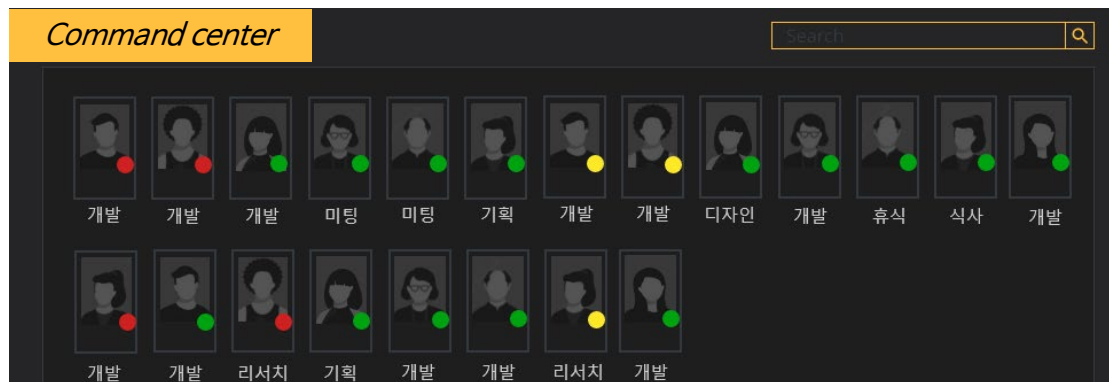 Command center
Search
개발 개발 개발 미팅 미팅 기획 개발 개발 디자인 개발 휴식 식사 개발
개발 개발 리서치 기획 개발 개발 리서치 개발